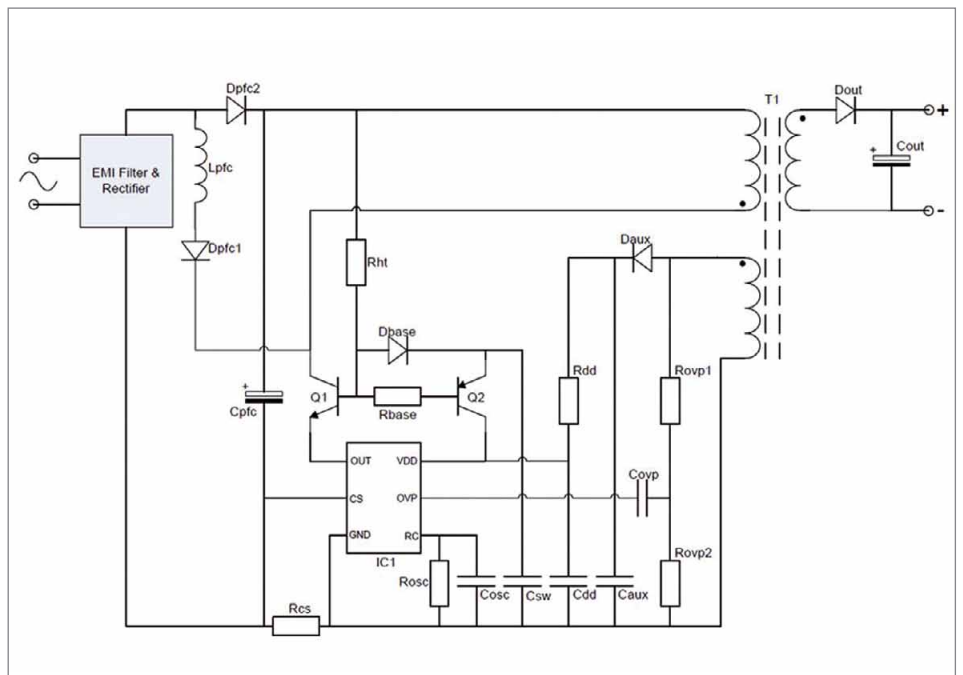 Dpfc2
T1
Dout
+
EMI Filter &
Rectifier
Lpfc
+
Cout
-
Dpfc1
Daux
Rht
Dbase
Rdd
Rovp1
+
Cpfc
Q1
Rbase
Q2
OUT
VDD
Covp
CS
OVP
GND
RC
IC1
Rovp2
Rosc
Cosc
Csw
Cdd
Caux
Rcs